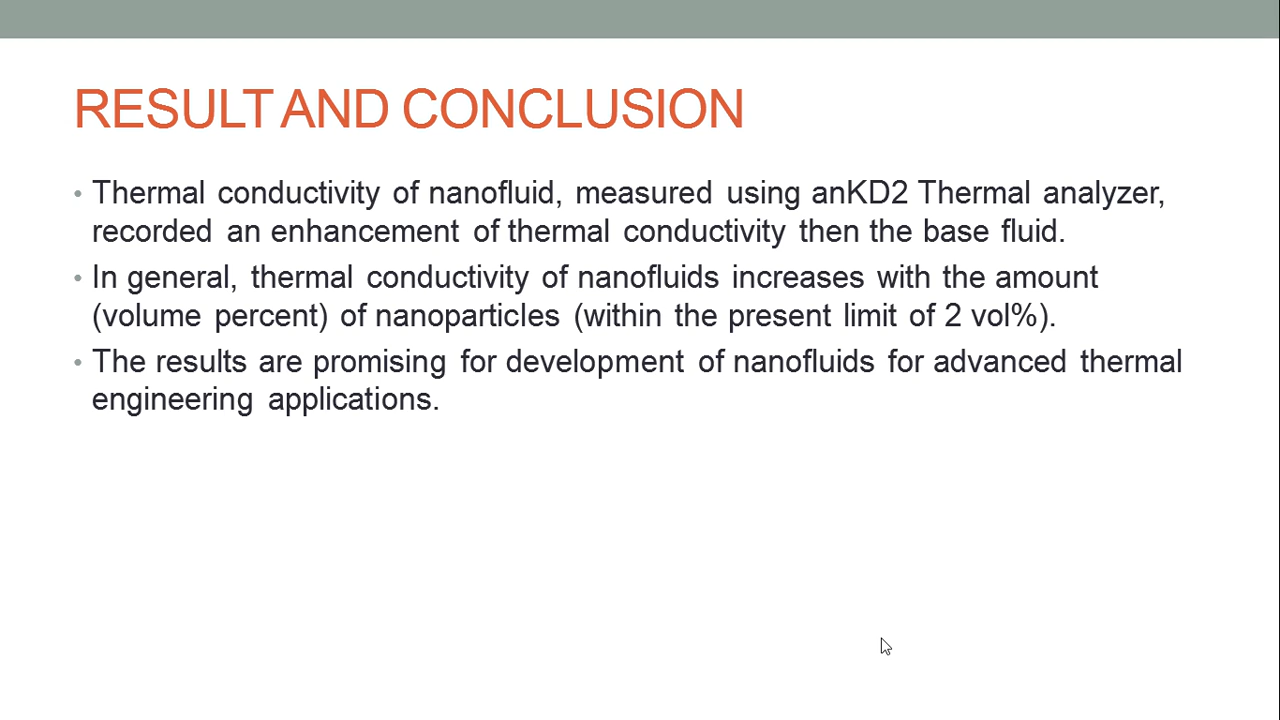 RESULT AND CONCLUSION
• Thermal conductivity of nanofluid, measured using anKD2 Thermal analyzer,
recorded an enhancement of thermal conductivity then the base fluid.
• In general, thermal conductivity of nanofluids increases with the amount
(volume percent) of nanoparticles (within the present limit of 2 vol%).
• The results are promising for development of nanofluids for advanced thermal
engineering applications.